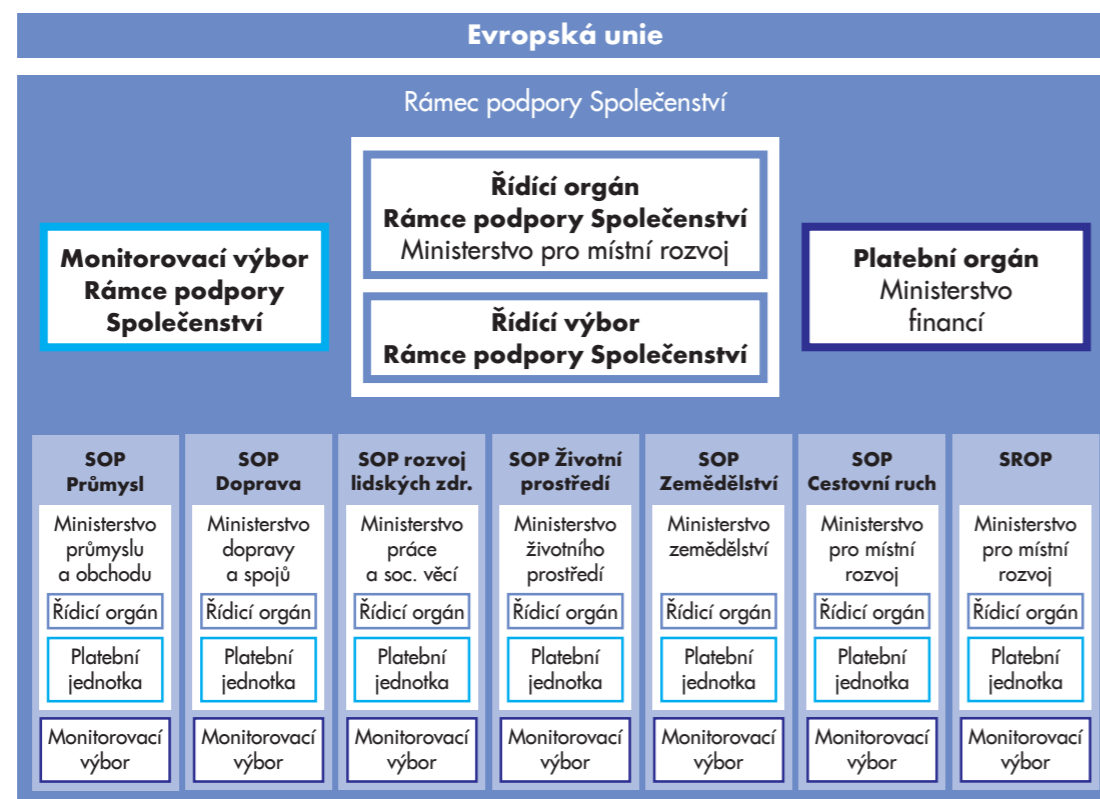 Evropská unie
Rámec podpory Společenství
Řídící orgán
Rámce podpory Společenství
Ministerstvo pro místní rozvoj
Monitorovací výbor
Rámce podpory
Společenství
Řídící výbor
Rámce podpory Společenství
Platební orgán
Ministerstvo
financí
SOP
Průmysl
Ministerstvo
průmyslu
a obchodu
Řídicí orgán
Platební
jednotka
Monitorovací
výbor
SOP
Doprava
Ministerstvo
dopravy
a spojů
Řídicí orgán
Platební
jednotka
Monitorovací
výbor
SOP rozvoj
lidských zdr.
Ministerstvo
práce
a soc. věcí
Řídicí orgán
Platební
jednotka
Monitorovací
výbor
SOP Životní
prostředí
Ministerstvo
životního
prostředí
Řídicí orgán
Platební
jednotka
Monitorovací
výbor
SOP
Zemědělství
Ministerstvo
zemědělství
Řídicí orgán
Platební
jednotka
Monitorovací
výbor
SOP
Cestovní ruch
Ministerstvo
pro místní
rozvoj
Řídicí orgán
Platební
jednotka
Monitorovací
výbor
SROP
Ministerstvo
pro místní
rozvoj
Řídicí orgán
Platební
jednotka
Monitorovací
výbor